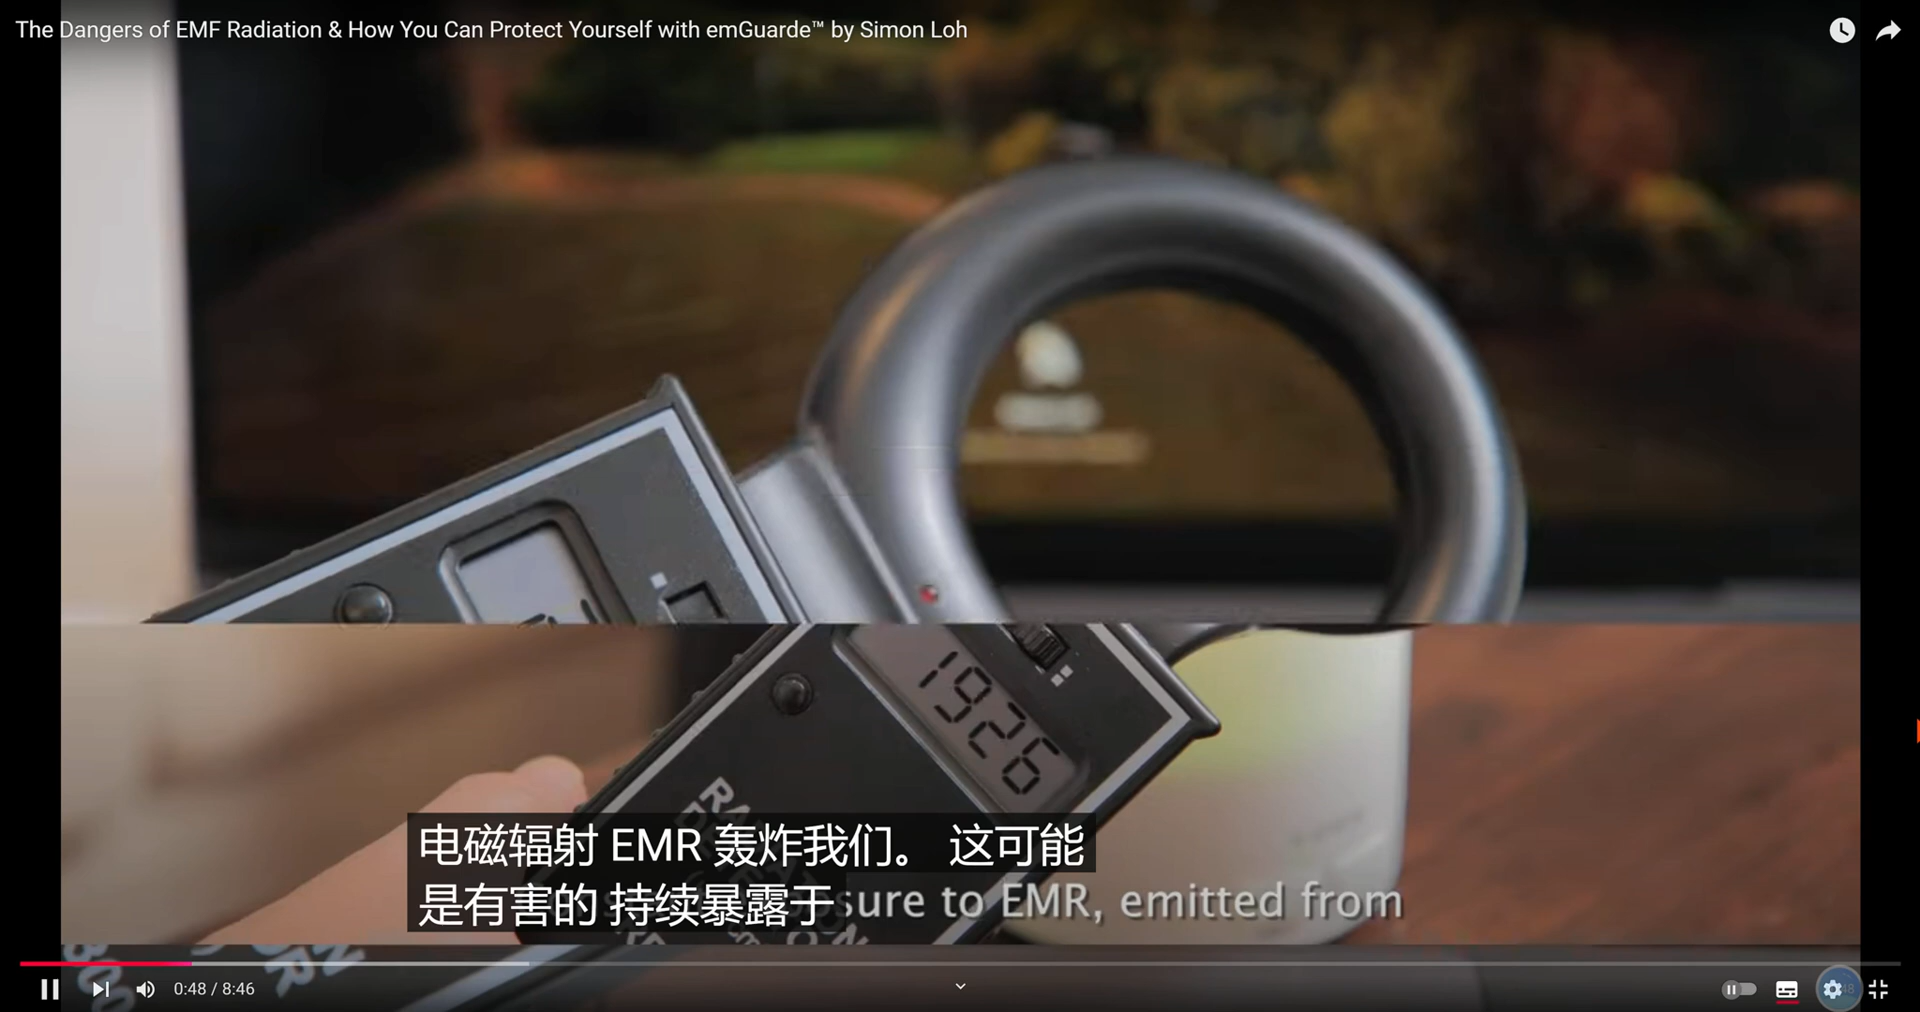 The Dangers of EMF Radiation & How You Can Protect Yourself with emGuarde™ by Simon Loh
1926
电磁辐射 EMR 轰炸我们。 这可能
是有害的 持续暴露于
sure to EMR, emitted from
0:48 / 8:46